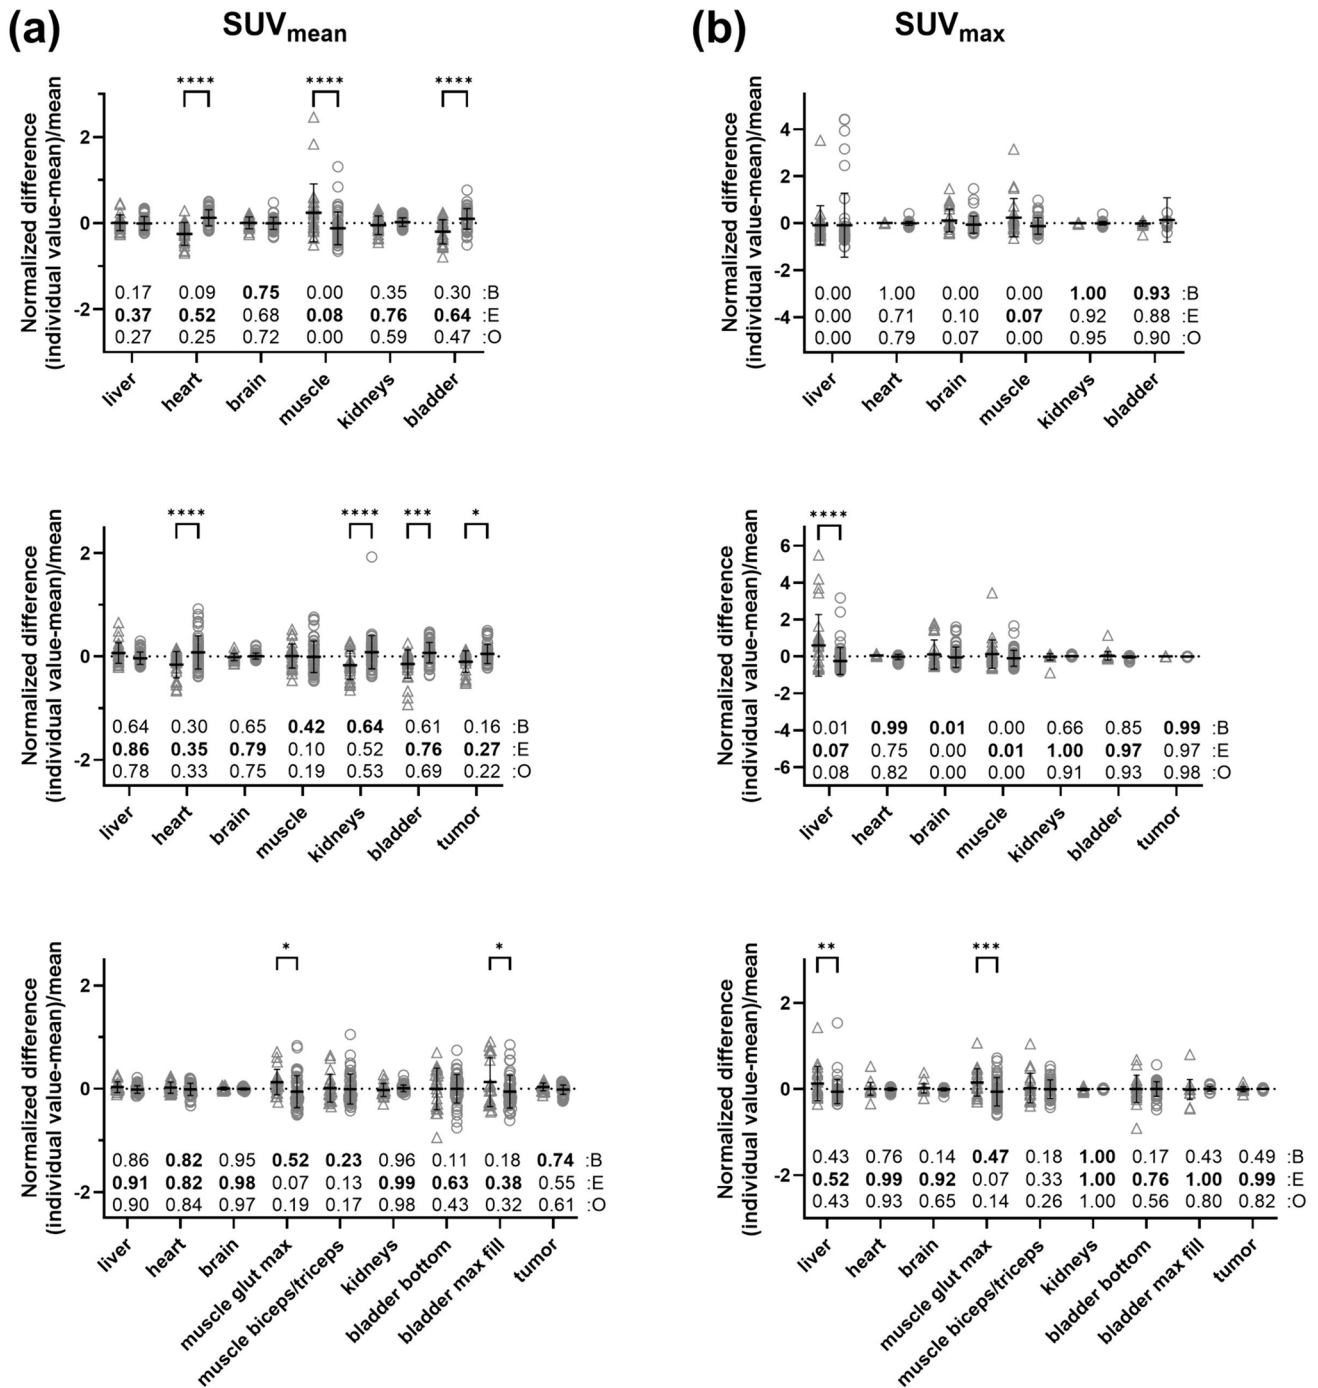 (a)
SUVmean
Normalized difference
(individual value-mean)/mean
**** **** ****
2
0
-2
0.17 0.09 0.75 0.00 0.35 0.30 :B
0.37 0.52 0.68 0.08 0.76 0.64 :E
0.27 0.25 0.72 0.00 0.59 0.47 :O
liver heart brain muscle kidneys bladder
Normalized difference
(individual value-mean)/mean
**** **** *** *
2
0
-2
0.64 0.30 0.65 0.42 0.64 0.61 0.16 :B
0.86 0.35 0.79 0.10 0.52 0.76 0.27 :E
0.78 0.33 0.75 0.19 0.53 0.69 0.22 :O
liver heart brain muscle kidneys bladder tumor
Normalized difference
(individual value-mean)/mean
* *
2
0
-2
0.86 0.82 0.95 0.52 0.23 0.96 0.11 0.18 0.74 :B
0.91 0.82 0.98 0.07 0.13 0.99 0.63 0.38 0.55 :E
0.90 0.84 0.97 0.19 0.17 0.98 0.43 0.32 0.61 :O
liver heart brain muscle glut max muscle biceps/triceps kidneys bladder bottom bladder max fill tumor
(b)
SUVmax
Normalized difference
(individual value-mean)/mean
4
2
0
-2
-4
0.00 1.00 0.00 0.00 1.00 0.93 :B
0.00 0.71 0.10 0.07 0.92 0.88 :E
0.00 0.79 0.07 0.00 0.95 0.90 :O
liver heart brain muscle kidneys bladder
Normalized difference
(individual value-mean)/mean
****
6
4
2
0
-2
-4
-6
0.01 0.99 0.01 0.00 0.66 0.85 0.99 :B
0.07 0.75 0.00 0.01 1.00 0.97 0.97 :E
0.08 0.82 0.00 0.00 0.91 0.93 0.98 :O
liver heart brain muscle kidneys bladder tumor
Normalized difference
(individual value-mean)/mean
** ***
2
0
-2
0.43 0.76 0.14 0.47 0.18 1.00 0.17 0.43 0.49 :B
0.52 0.99 0.92 0.07 0.33 1.00 0.76 1.00 0.99 :E
0.43 0.93 0.65 0.14 0.26 1.00 0.56 0.80 0.82 :O
liver heart brain muscle glut max muscle biceps/triceps kidneys bladder bottom bladder max fill tumor